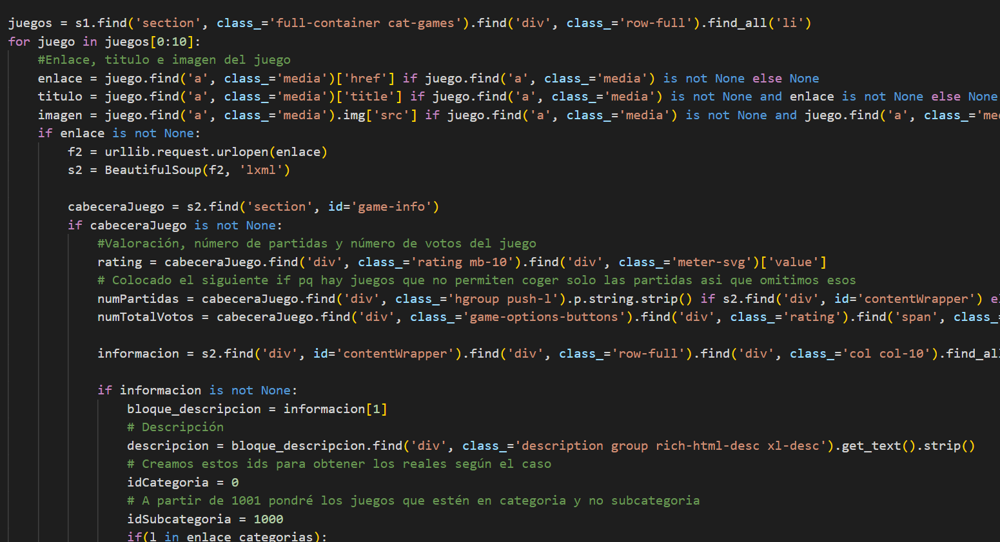 juegos = s1.find('section', class_='full-container cat-games').find('div', class_='row-full').find_all('li')
for juego in juegos[0:10]:
    #Enlace, titulo e imagen del juego
    enlace = juego.find('a', class_='media')['href'] if juego.find('a', class_='media') is not None else None
    titulo = juego.find('a', class_='media')['title'] if juego.find('a', class_='media') is not None and enlace is not None else None
    imagen = juego.find('a', class_='media').img['src'] if juego.find('a', class_='media') is not None and juego.find('a', class_='me
    if enlace is not None:
        f2 = urllib.request.urlopen(enlace)
        s2 = BeautifulSoup(f2, 'lxml')
        cabeceraJuego = s2.find('section', id='game-info')
        if cabeceraJuego is not None:
            #Valoración, número de partidas y número de votos del juego
            rating = cabeceraJuego.find('div', class_='rating mb-10').find('div', class_='meter-svg')['value']
            # Colocado el siguiente if pq hay juegos que no permiten coger solo las partidas asi que omitimos esos
            numPartidas = cabeceraJuego.find('div', class_='hgroup push-l').p.string.strip() if s2.find('div', id='contentWrapper') el
            numTotalVotos = cabeceraJuego.find('div', class_='game-options-buttons').find('div', class_='rating').find('span', class_=
            informacion = s2.find('div', id='contentWrapper').find('div', class_='row-full').find('div', class_='col col-10').find_all
            if informacion is not None:
                bloque_descripcion = informacion[1]
                # Descripción
                descripcion = bloque_descripcion.find('div', class_='description group rich-html-desc xl-desc').get_text().strip()
                # Creamos estos ids para obtener los reales según el caso
                idCategoria = 0
                # A partir de 1001 pondré los juegos que estén en categoria y no subcategoria
                idSubcategoria = 1000
                if(l in enlace_categorias):